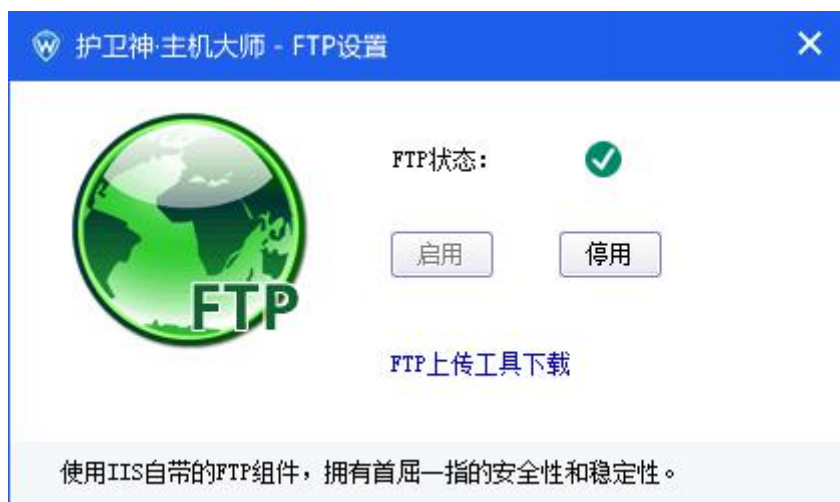 护卫神·主机大师 - FTP设置
FTP状态：
启用 停用
FTP
FTP上传工具下载
使用IIS自带的FTP组件，拥有首屈一指的安全性和稳定性。